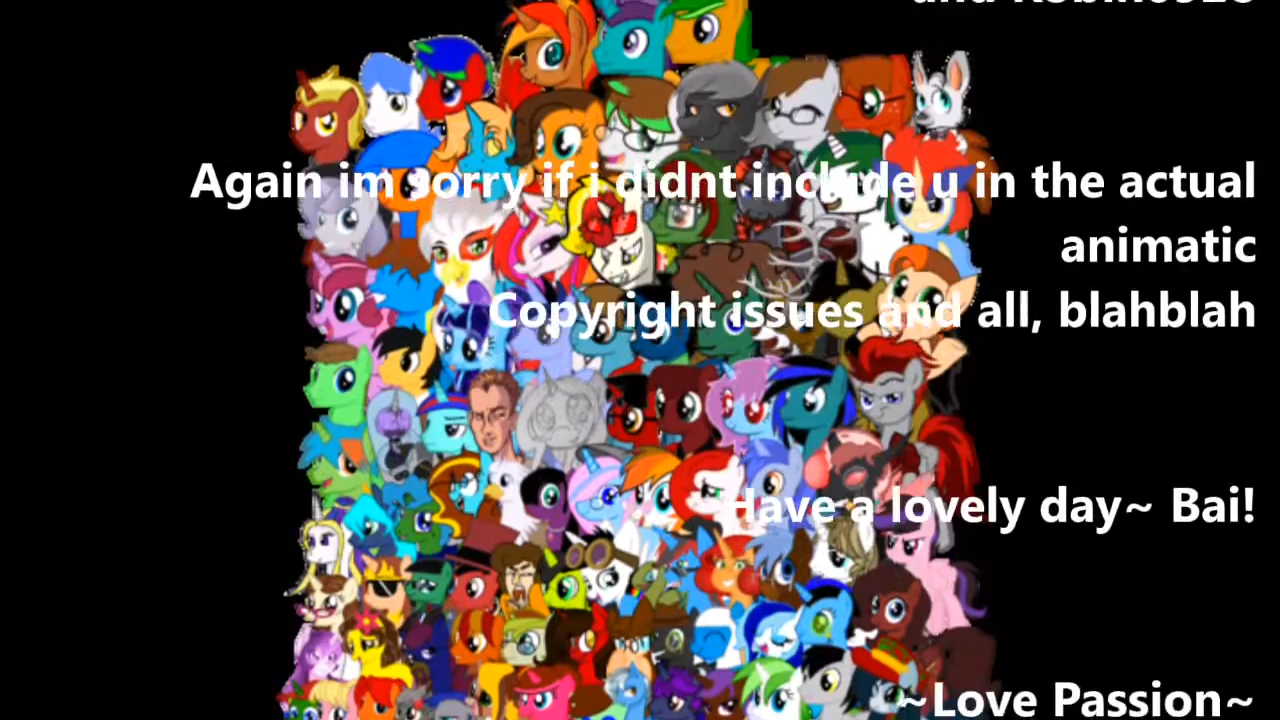 and
Again im sorry if i didnt include u in the actual
animatic
Copyright issues and all, blahblah
Have a lovely day~ Bai!
~Love Passion~